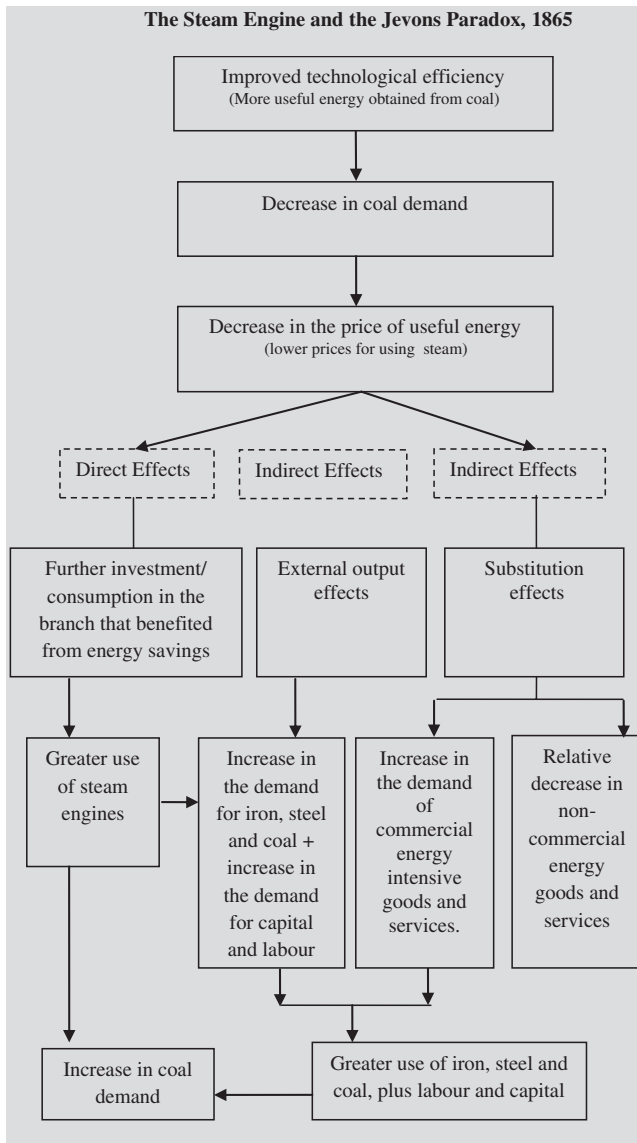 The Steam Engine and the Jevons Paradox, 1865
Improved technological efficiency
(More useful energy obtained from coal)
Decrease in coal demand
Decrease in the price of useful energy
(lower prices for using steam)
Direct Effects
Indirect Effects
Indirect Effects
Further investment/
consumption in the
branch that benefited
from energy savings
External output
effects
Substitution
effects
Greater use
of steam
engines
Increase in
the demand
for iron, steel
and coal +
increase in
the demand
for capital
and labour
Increase in
the demand
of
commercial
energy
intensive
goods and
services.
Relative
decrease in
non-
commercial
energy
goods and
services
Increase in coal
demand
Greater use of iron, steel and
coal, plus labour and capital